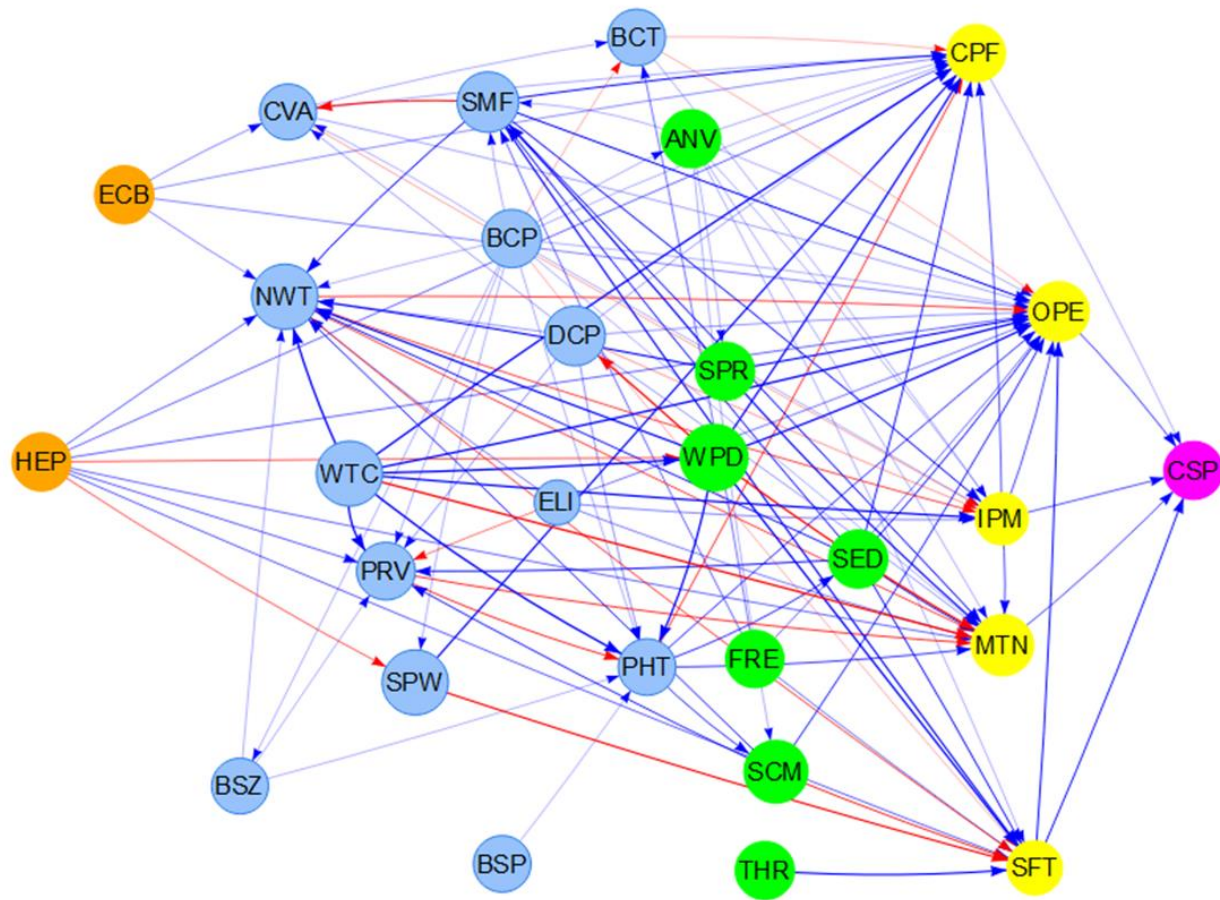 BCT
CPF
CVA
SMF
ANV
ECB
BCP
NWT
OPE
DCP
SPR
HEP
WTC
WPD
CSP
ELI
IPM
PRV
SED
MTN
SPW
PHT
FRE
BSZ
SCM
BSP
THR
SFT